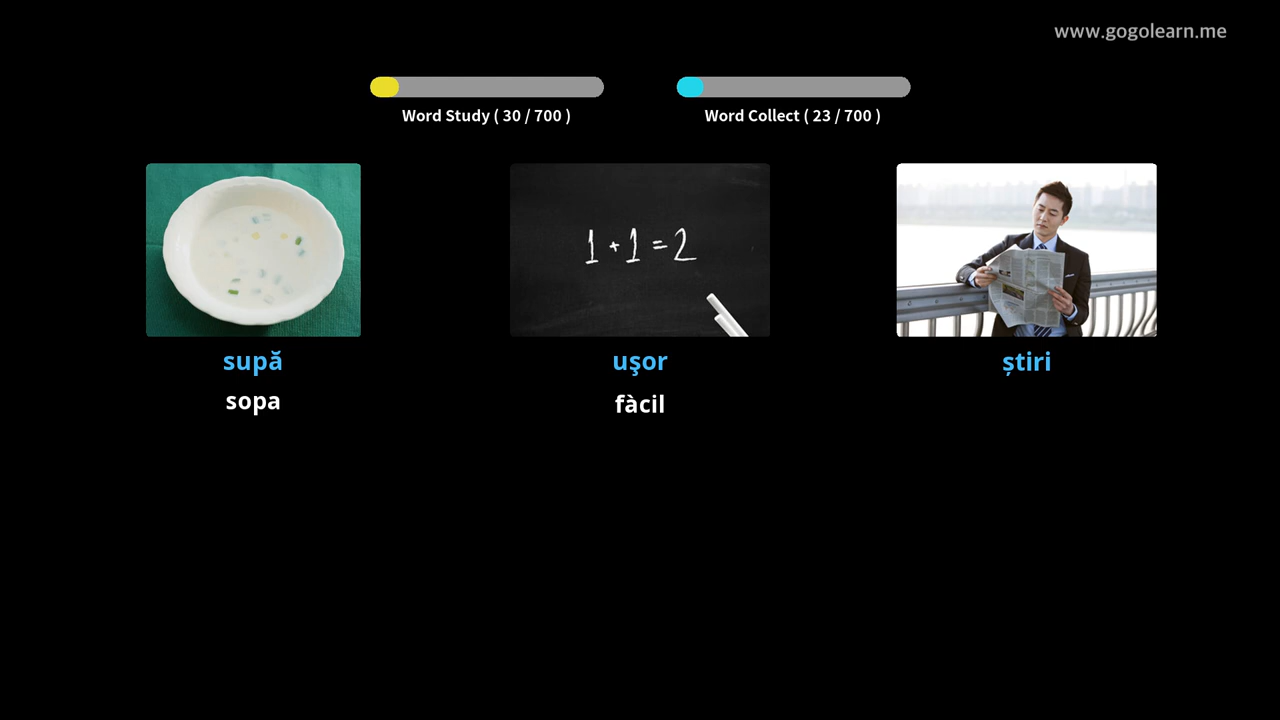 www.gogolearn.me
Word Study ( 30 / 700 )
Word Collect ( 23 / 700 )
1 + 1 = 2
supă
uşor
știri
sopa
fàcil